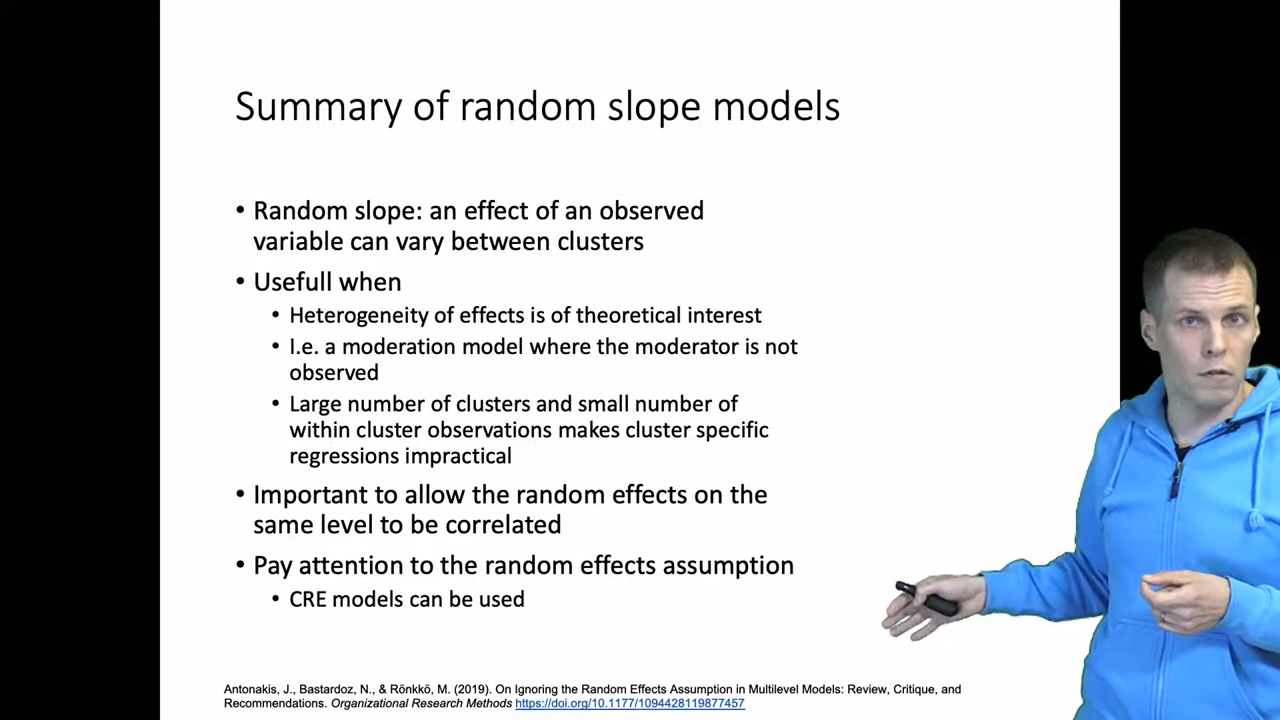 Summary of random slope models
• Random slope: an effect of an observed
variable can vary between clusters
• Usefull when
• Heterogeneity of effects is of theoretical interest
• I.e. a moderation model where the moderator is not
observed
• Large number of clusters and small number of
within cluster observations makes cluster specific
regressions impractical
• Important to allow the random effects on the
same level to be correlated
• Pay attention to the random effects assumption
• CRE models can be used
Antonakis, J., Bastardoz, N., & Rönkkö, M. (2019). On Ignoring the Random Effects Assumption in Multilevel Models: Review, Critique, and
Recommendations. Organizational Research Methods https://doi.org/10.1177/1094428119877457